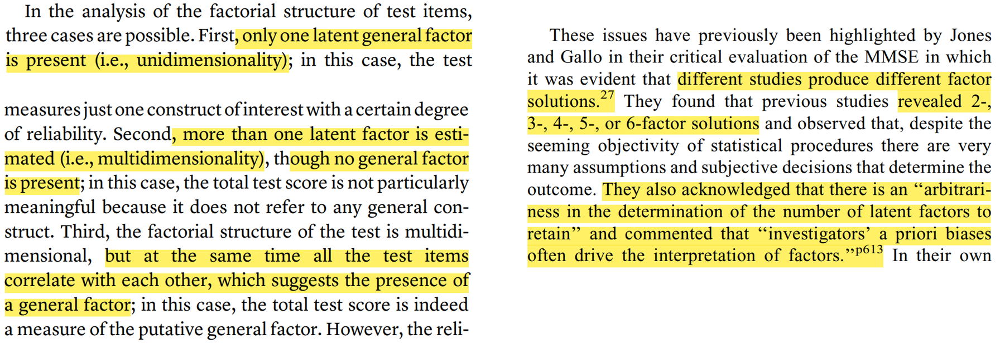 In the analysis of the factorial structure of test items,
three cases are possible. First, only one latent general factor
is present (i.e., unidimensionality); in this case, the test
measures just one construct of interest with a certain degree
of reliability. Second, more than one latent factor is esti-
mated (i.e., multidimensionality), though no general factor
is present; in this case, the total test score is not particularly
meaningful because it does not refer to any general con-
struct. Third, the factorial structure of the test is multidi-
mensional, but at the same time all the test items
correlate with each other, which suggests the presence of
a general factor; in this case, the total test score is indeed
a measure of the putative general factor. However, the reli-
These issues have previously been highlighted by Jones
and Gallo in their critical evaluation of the MMSE in which
it was evident that different studies produce different factor
solutions.27 They found that previous studies revealed 2-,
3-, 4-, 5-, or 6-factor solutions and observed that, despite the
seeming objectivity of statistical procedures there are very
many assumptions and subjective decisions that determine the
outcome. They also acknowledged that there is an “arbitrari-
ness in the determination of the number of latent factors to
retain” and commented that “investigators’ a priori biases
often drive the interpretation of factors.”p613 In their own